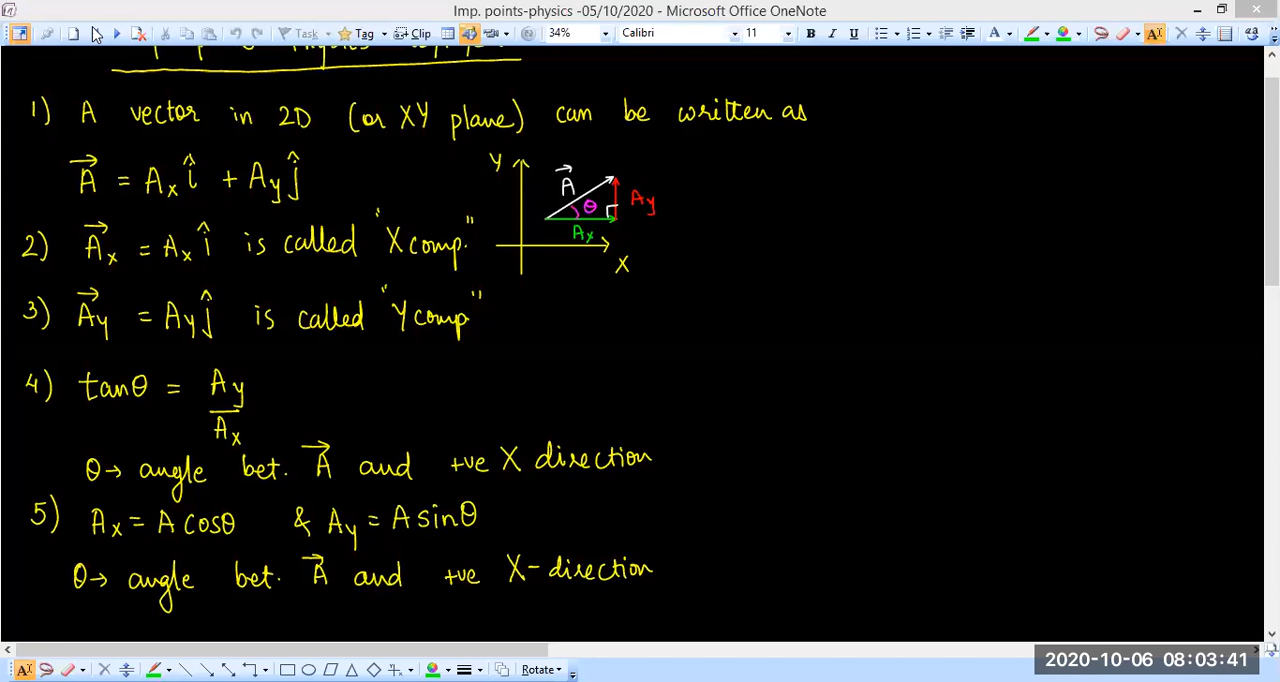 Imp. points-physics -05/10/2020 - Microsoft Office OneNote
Task Tag Clip 34% Calibri 11 B I U A A
1) A vector in 2D (or XY plane) can be written as
A⃗ = Aₓ î + Aᵧ ĵ
Y
A⃗
θ
Ay
Ax
X
2) A⃗ₓ = Aₓ î is called "X comp."
3) A⃗y = Ay ĵ is called "Y comp"
4) tanθ = Ay / Ax
θ→ angle bet. A⃗ and +ve X direction
5) Ax = A cosθ & Ay = A sinθ
θ→ angle bet. A⃗ and +ve X-direction
A Rotate
2020-10-06 08:03:41